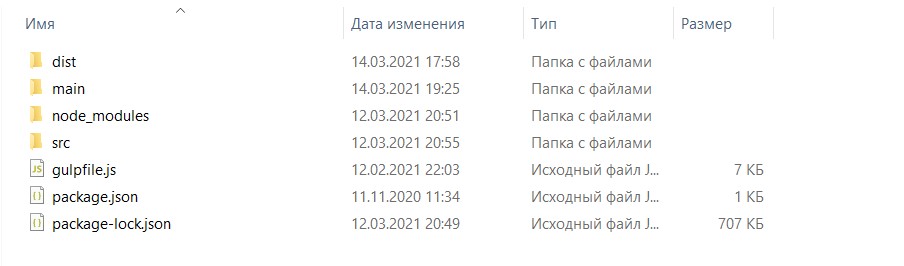 Имя Дата изменения Тип Размер
dist 14.03.2021 17:58 Папка с файлами
main 14.03.2021 19:25 Папка с файлами
node_modules 12.03.2021 20:51 Папка с файлами
src 12.03.2021 20:55 Папка с файлами
gulpfile.js 12.02.2021 22:03 Исходный файл J... 7 КБ
package.json 11.11.2020 11:34 Исходный файл J... 1 КБ
package-lock.json 12.03.2021 20:49 Исходный файл J... 707 КБ